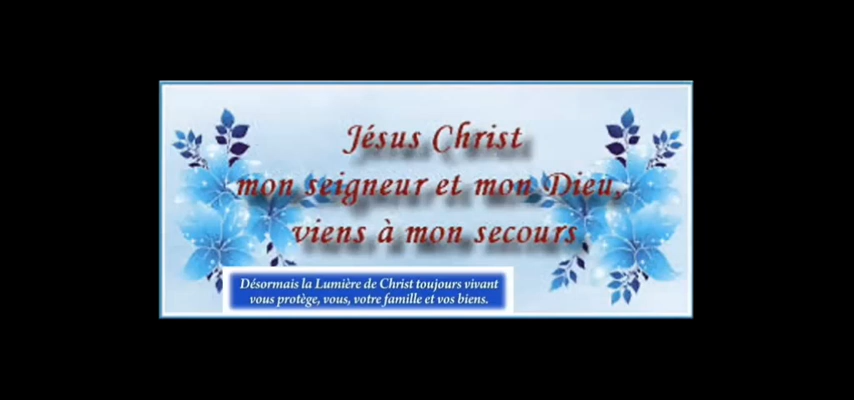 Jésus Christ
mon seigneur et mon Dieu,
viens à mon secours
Désormais la Lumière de Christ toujours vivant
vous protège, vous, votre famille et vos biens.